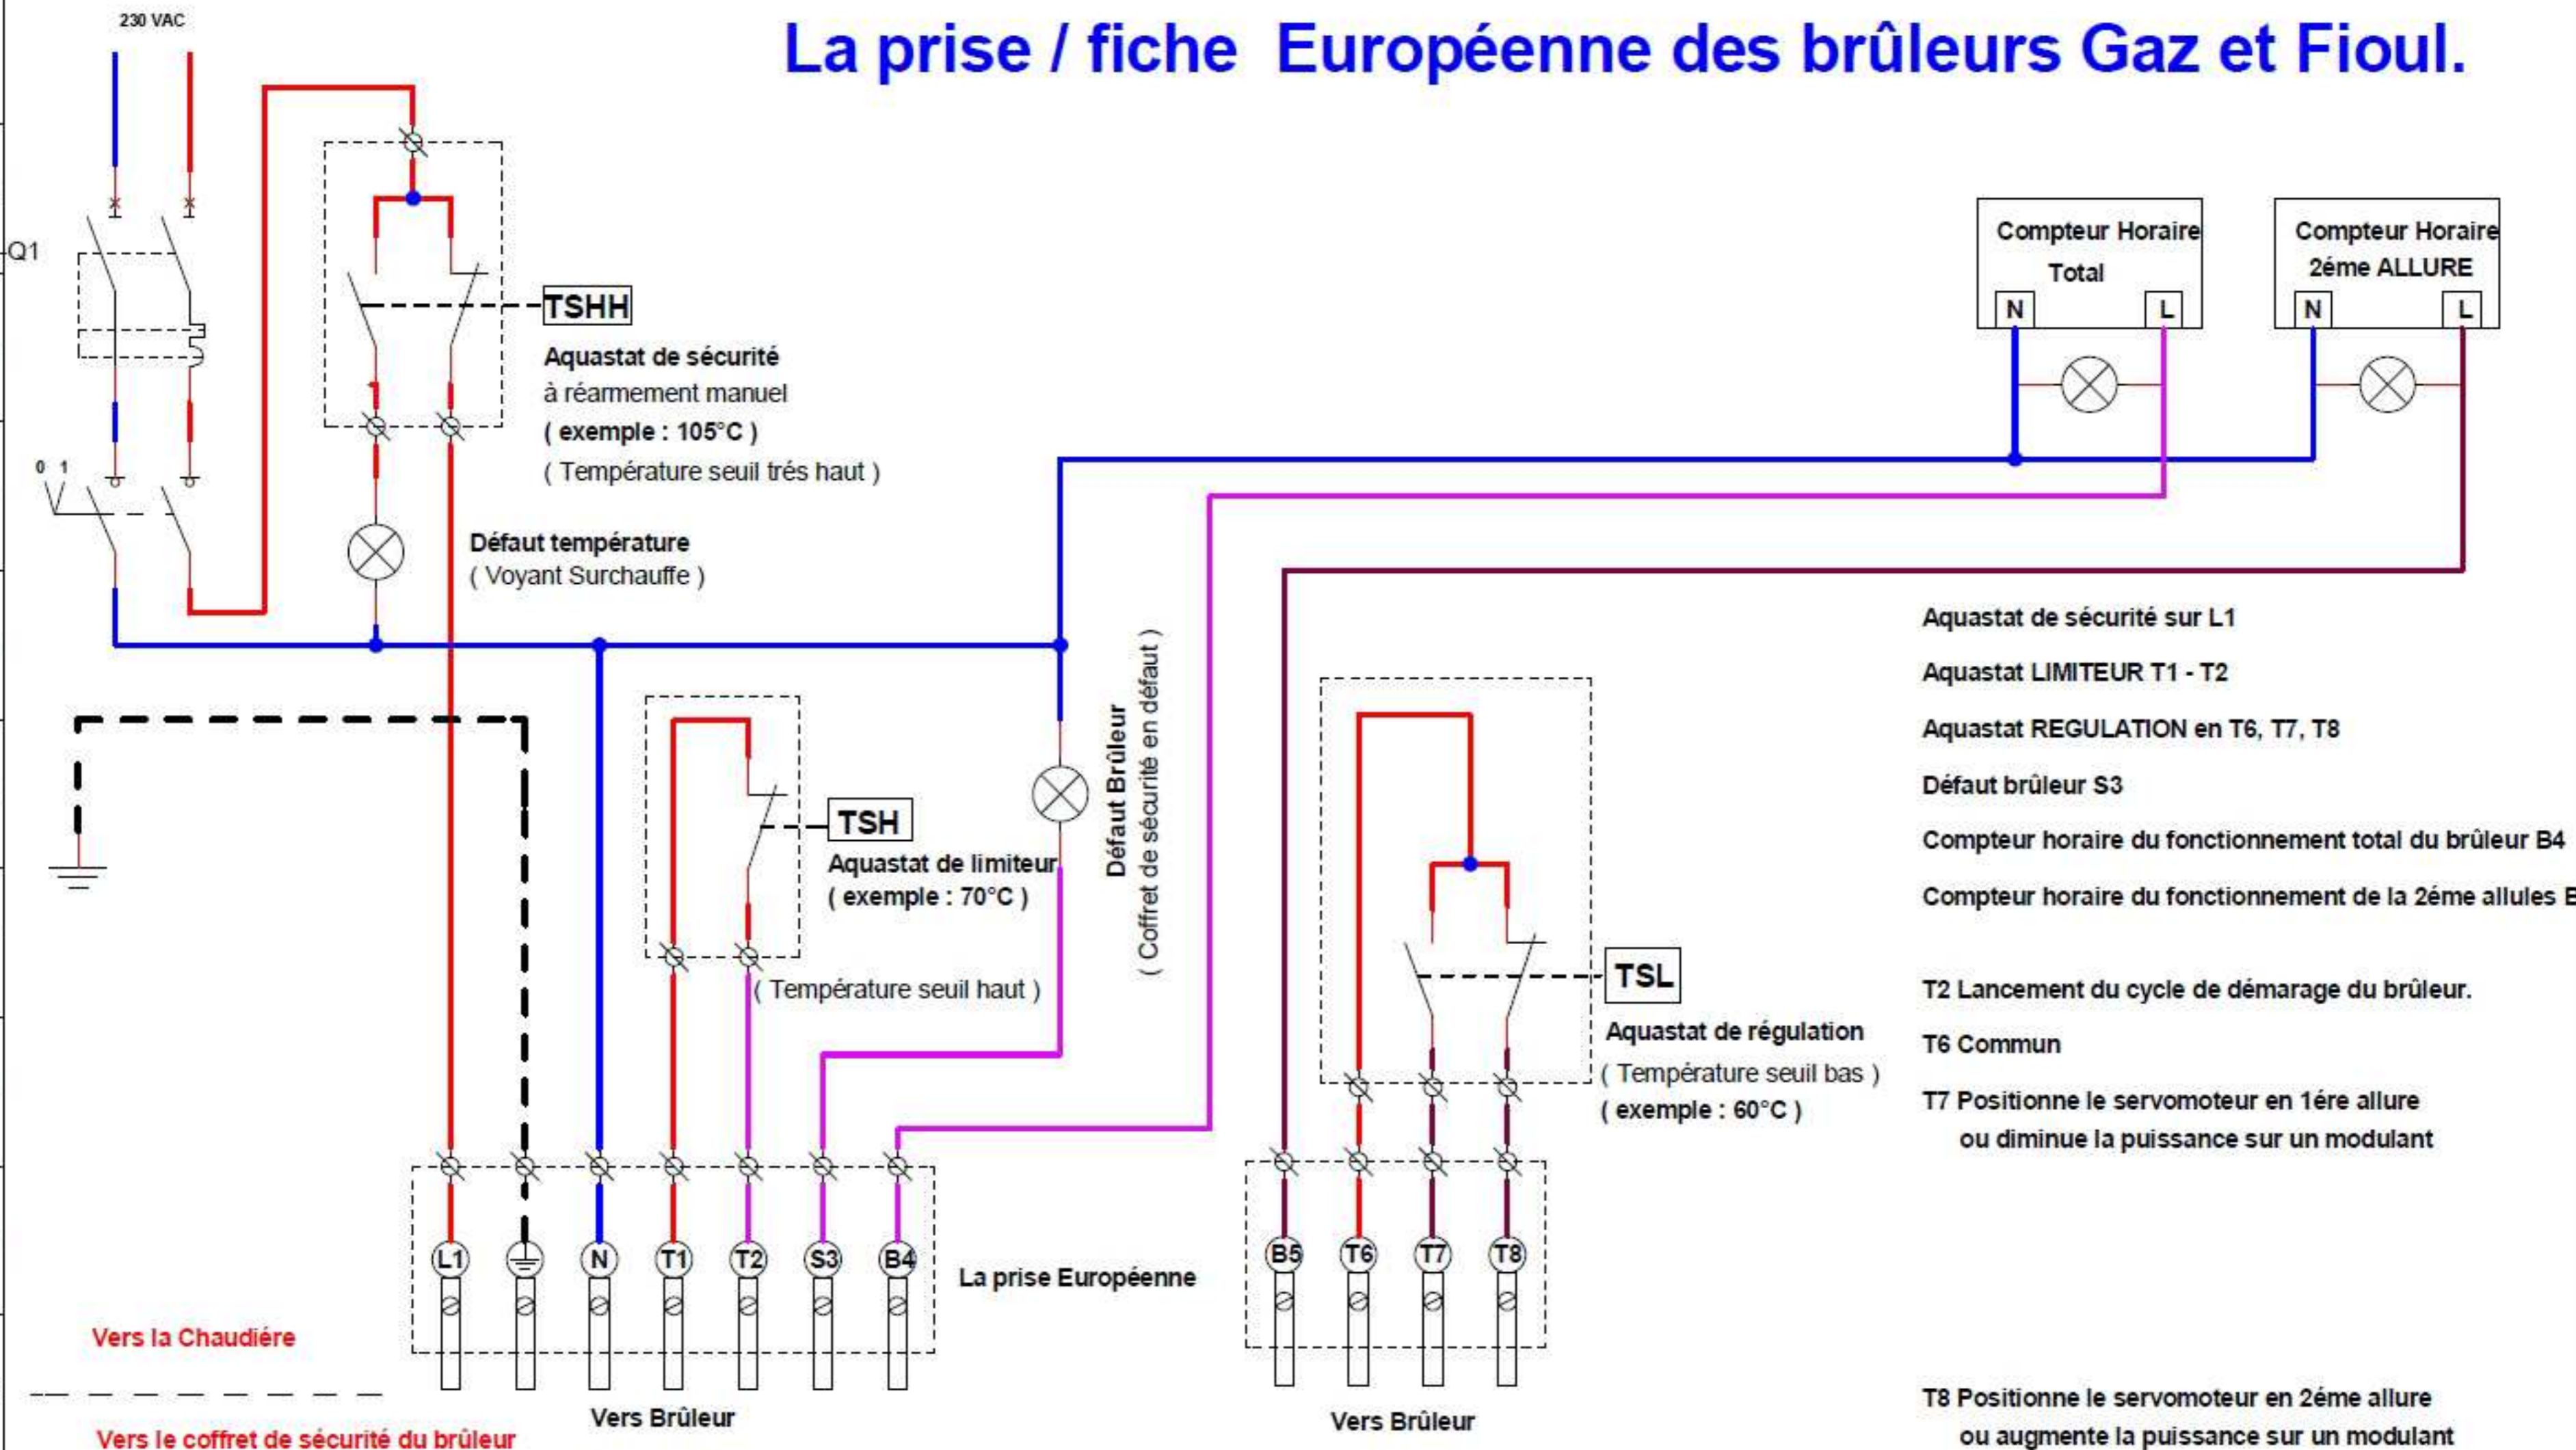 230 VAC
La prise / fiche Européenne des brûleurs Gaz et Fioul.
Q1
0 1
TSHH
Aquastat de sécurité
à réarmement manuel
( exemple : 105°C )
( Température seuil trés haut )
Défaut température
( Voyant Surchauffe )
Compteur Horaire
Total
N L
Compteur Horaire
2éme ALLURE
N L
TSH
Aquastat de limiteur
( exemple : 70°C )
( Température seuil haut )
Défaut Brûleur
( Coffret de sécurité en défaut )
TSL
Aquastat de régulation
( Température seuil bas )
( exemple : 60°C )
Aquastat de sécurité sur L1
Aquastat LIMITEUR T1 - T2
Aquastat REGULATION en T6, T7, T8
Défaut brûleur S3
Compteur horaire du fonctionnement total du brûleur B4
Compteur horaire du fonctionnement de la 2éme allules
T2 Lancement du cycle de démarage du brûleur.
T6 Commun
T7 Positionne le servomoteur en 1ére allure
ou diminue la puissance sur un modulant
T8 Positionne le servomoteur en 2éme allure
ou augmente la puissance sur un modulant
L1 N T1 T2 S3 B4
La prise Européenne
B5 T6 T7 T8
Vers Brûleur
Vers Brûleur
Vers la Chaudiére
Vers le coffret de sécurité du brûleur